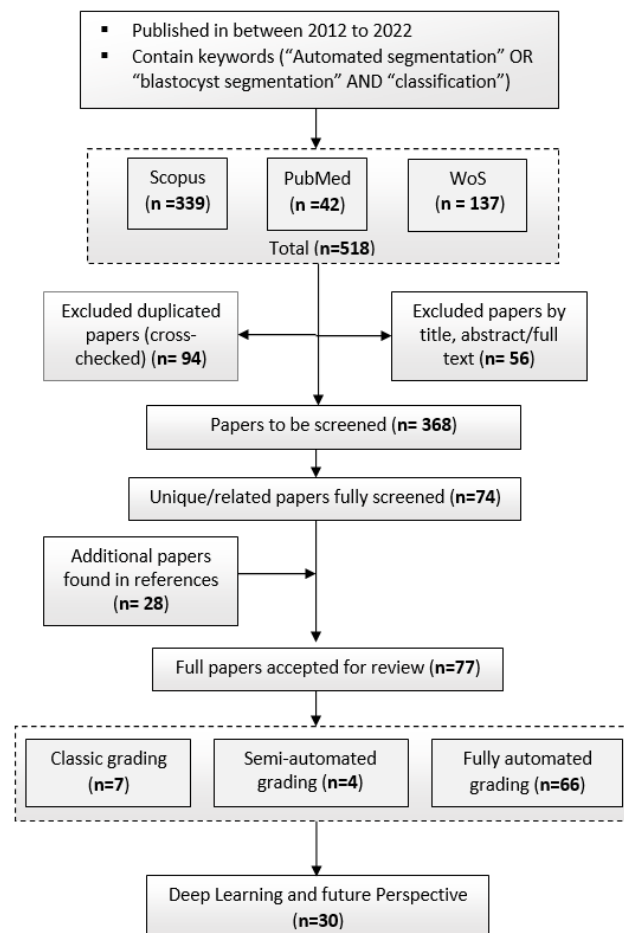 ▪ Published in between 2012 to 2022
▪ Contain keywords (“Automated segmentation” OR
“blastocyst segmentation” AND “classification”)
Scopus
(n =339)
PubMed
(n =42)
WoS
(n = 137)
Total (n=518)
Excluded duplicated
papers (cross-
checked) (n= 94)
Excluded papers by
title, abstract/full
text (n= 56)
Papers to be screened (n= 368)
Unique/related papers fully screened (n=74)
Additional papers
found in references
(n= 28)
Full papers accepted for review (n=77)
Classic grading
(n=7)
Semi-automated
grading (n=4)
Fully automated
grading (n=66)
Deep Learning and future Perspective
(n=30)